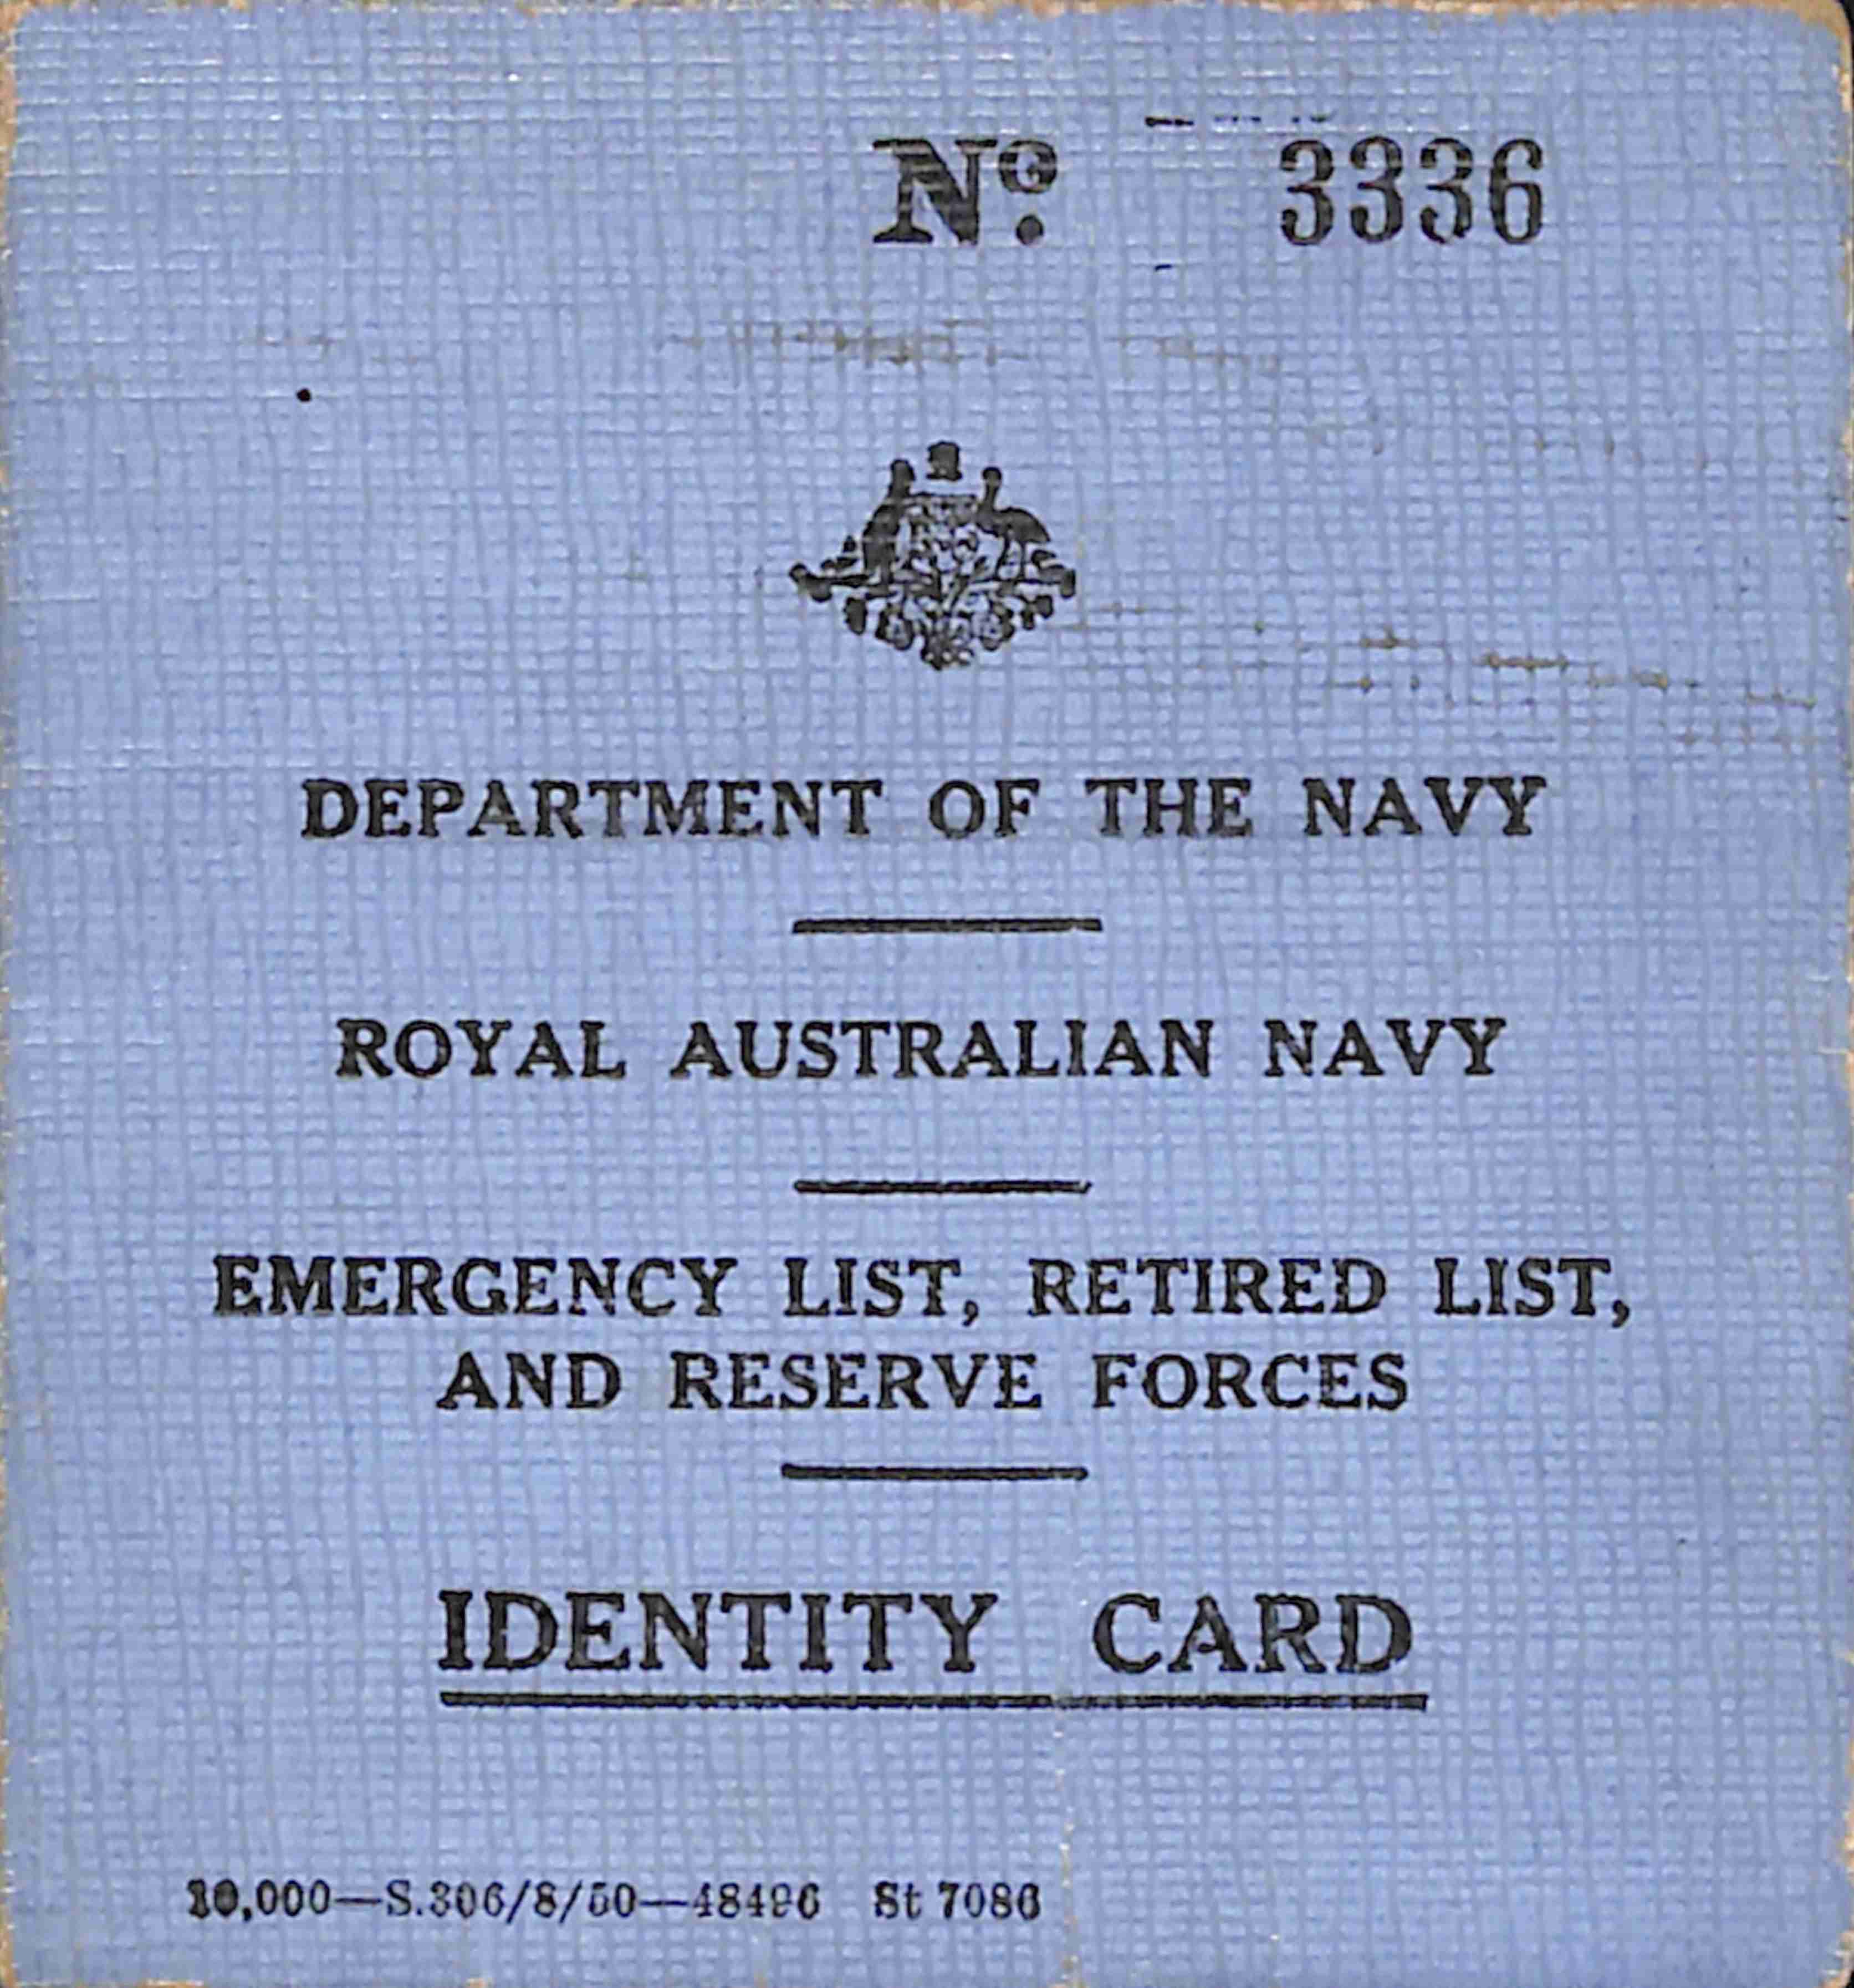 No. 3336
DEPARTMENT OF THE NAVY
ROYAL AUSTRALIAN NAVY
EMERGENCY LIST, RETIRED LIST,
AND RESERVE FORCES
IDENTITY CARD
10,000—S.306/8/50—48496 St 7086